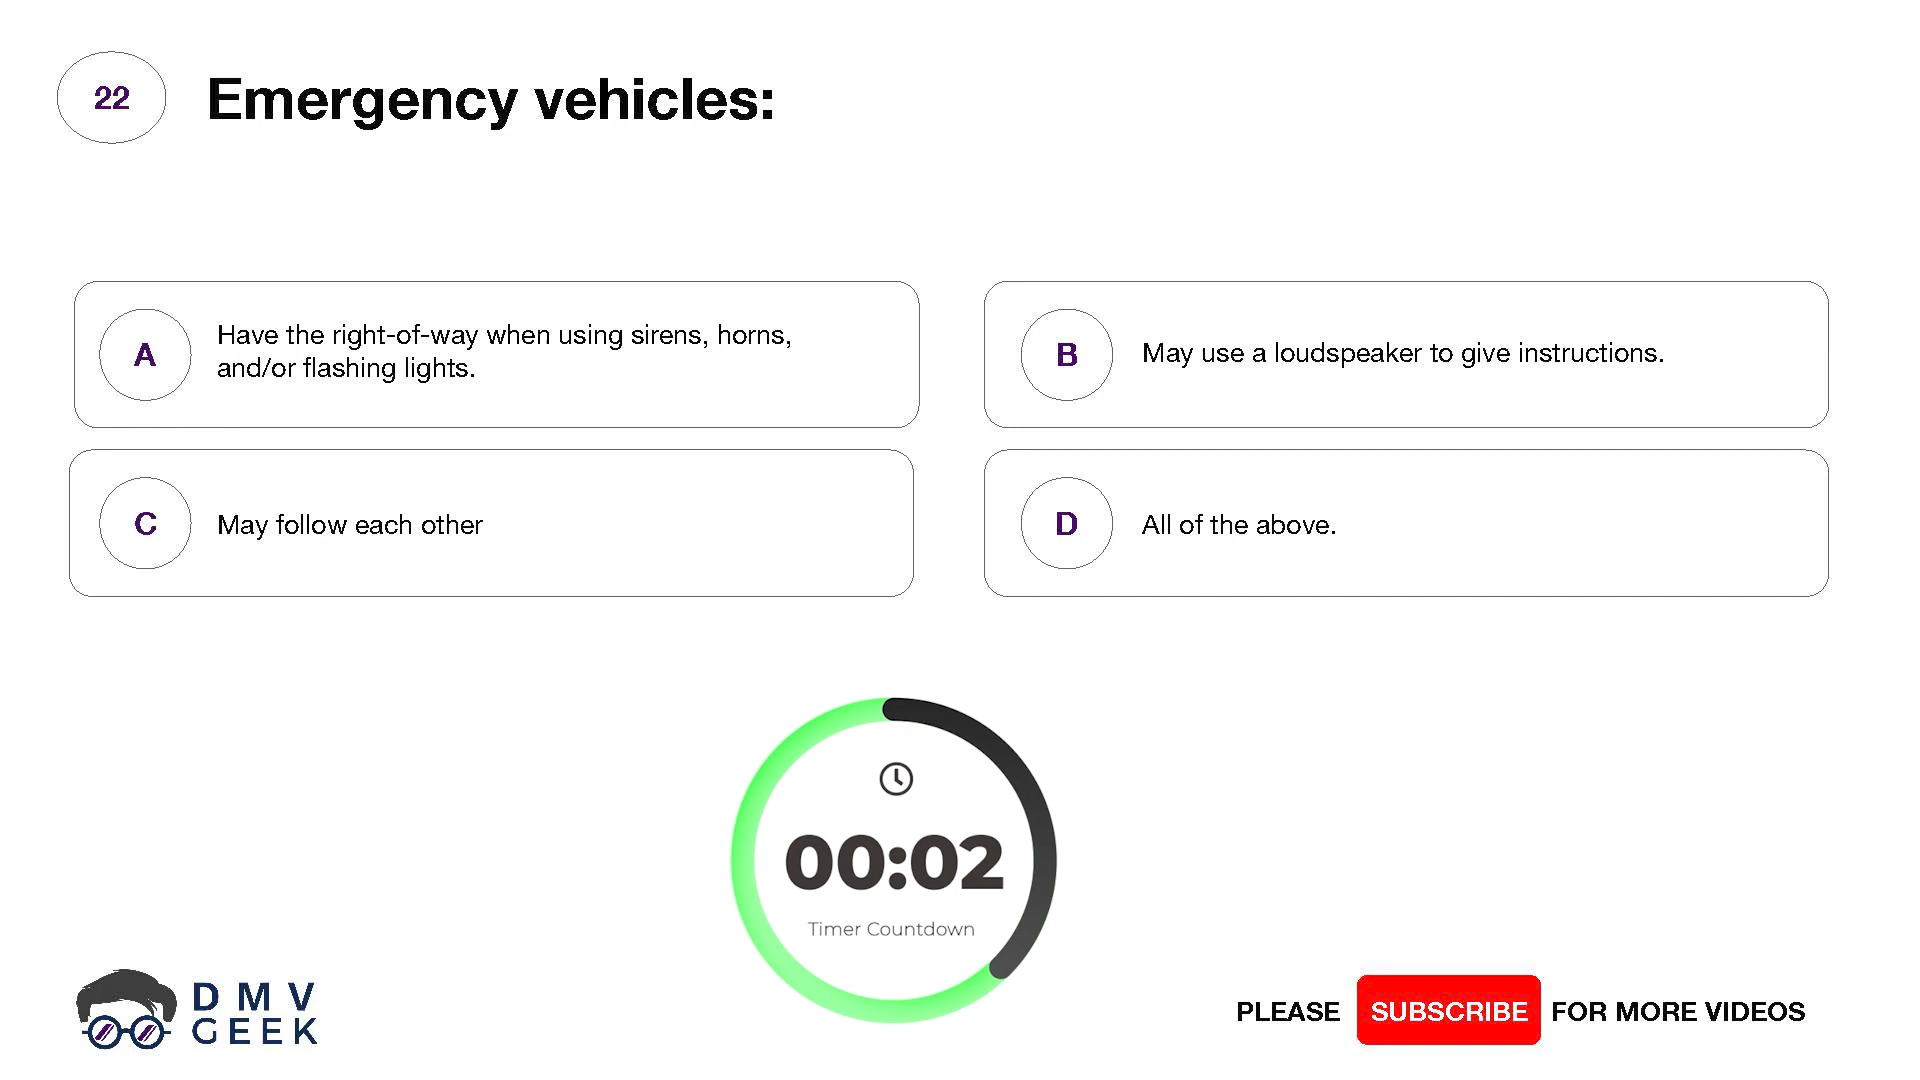 22
Emergency vehicles:
A
Have the right-of-way when using sirens, horns,
and/or flashing lights.
B
May use a loudspeaker to give instructions.
C
May follow each other
D
All of the above.
00:02
Timer Countdown
DMV
GEEK
PLEASE SUBSCRIBE FOR MORE VIDEOS